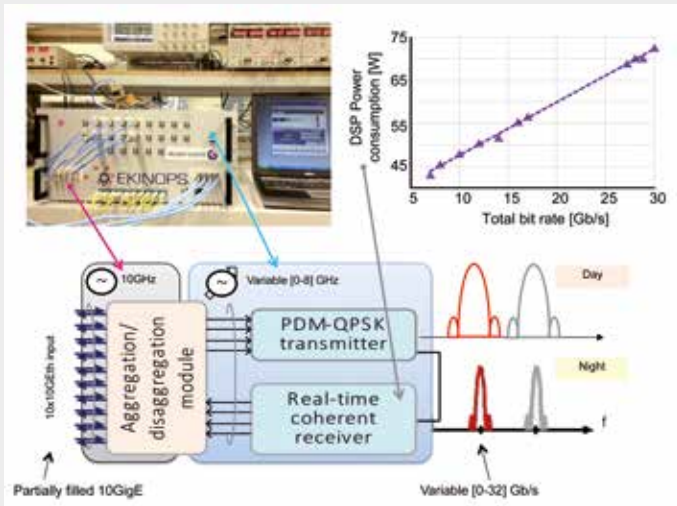 EKINOPS
DSP Power
consumption [W]
75
65
55
45
5
10
15
20
25
30
Total bit rate [Gb/s]
10GHz
Variable [0-8] GHz
10x10GEth input
Aggregation/
disaggregation
module
PDM-QPSK
transmitter
Real-time
coherent
receiver
Day
Night
f
Partially filled 10GigE
Variable [0-32] Gb/s